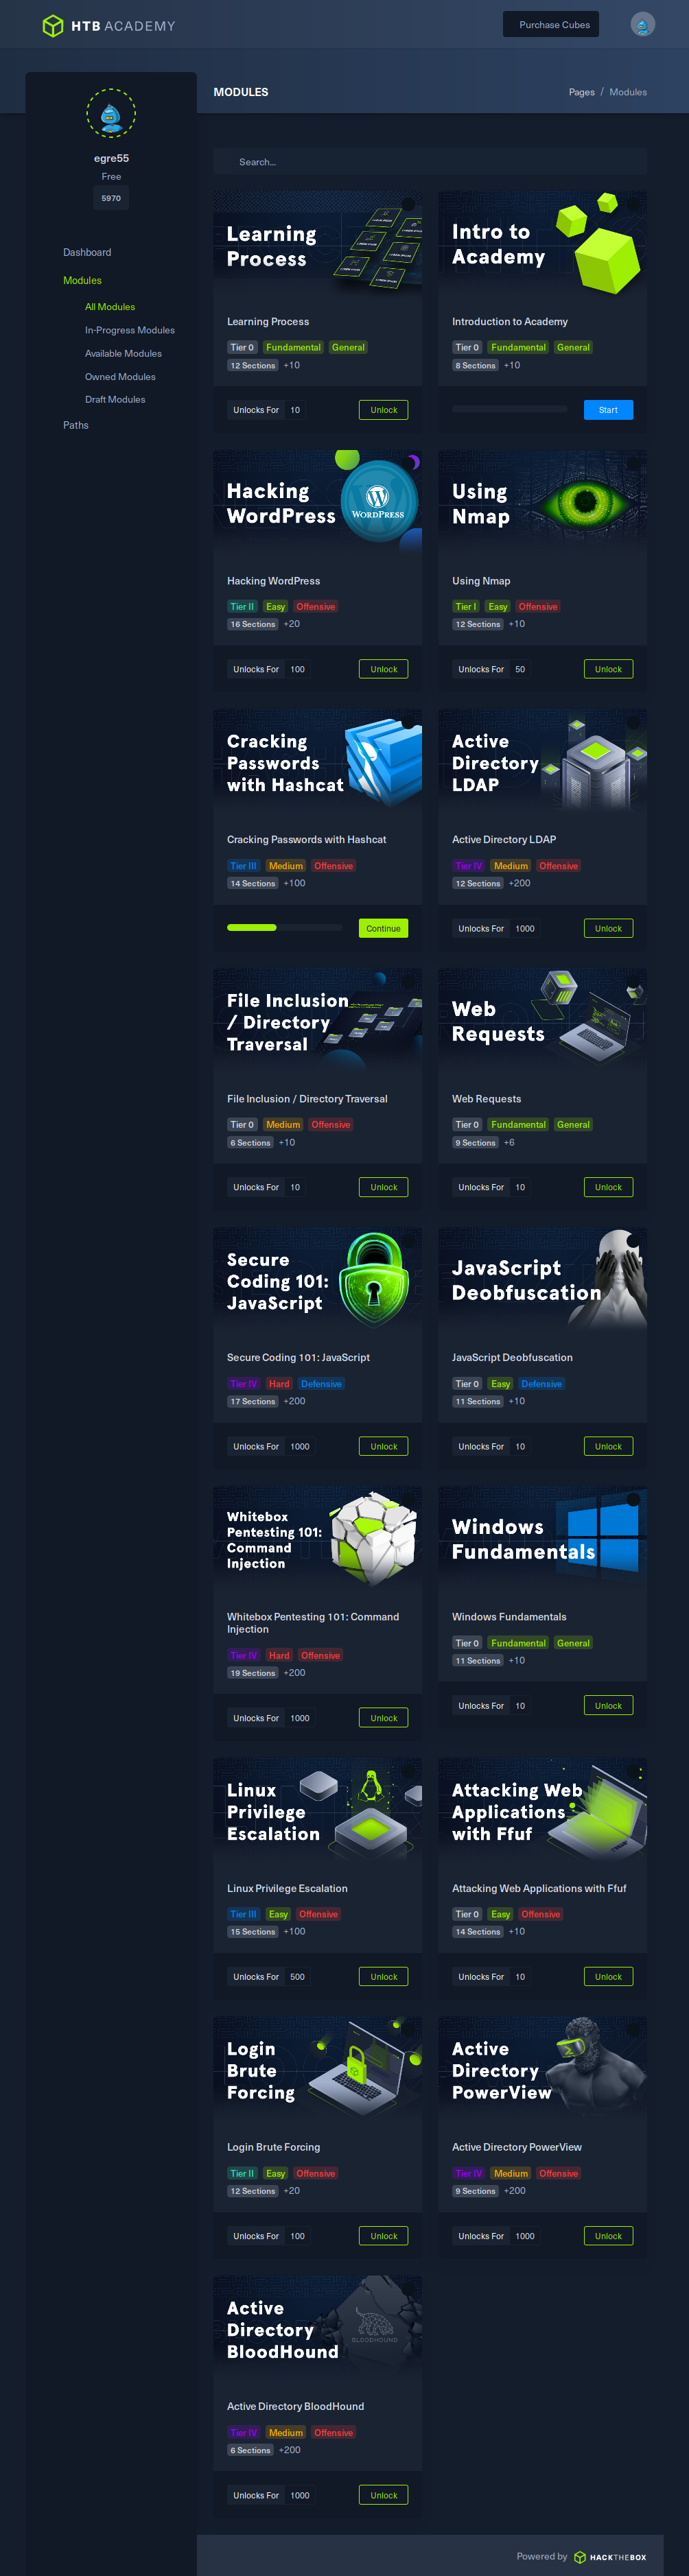 HTB ACADEMY
Purchase Cubes
egre55
Free
5970
Dashboard
Modules
All Modules
In-Progress Modules
Available Modules
Owned Modules
Draft Modules
Paths
MODULES
Pages / Modules
Search...
Learning
Process
Learning Process
Tier 0 Fundamental General
12 Sections +10
Unlocks For 10 Unlock
Intro to
Academy
Introduction to Academy
Tier 0 Fundamental General
8 Sections +10
Start
Hacking
WordPress
WORDPRESS
Hacking WordPress
Tier II Easy Offensive
16 Sections +20
Unlocks For 100 Unlock
Using
Nmap
Using Nmap
Tier I Easy Offensive
12 Sections +10
Unlocks For 50 Unlock
Cracking
Passwords
with Hashcat
Cracking Passwords with Hashcat
Tier III Medium Offensive
14 Sections +100
Continue
Active
Directory
LDAP
Active Directory LDAP
Tier IV Medium Offensive
12 Sections +200
Unlocks For 1000 Unlock
File Inclusion
/ Directory
Traversal
File Inclusion / Directory Traversal
Tier 0 Medium Offensive
6 Sections +10
Unlocks For 10 Unlock
Web
Requests
Web Requests
Tier 0 Fundamental General
9 Sections +6
Unlocks For 10 Unlock
Secure
Coding 101:
JavaScript
Secure Coding 101: JavaScript
Tier IV Hard Defensive
17 Sections +200
Unlocks For 1000 Unlock
JavaScript
Deobfuscation
JavaScript Deobfuscation
Tier 0 Easy Defensive
11 Sections +10
Unlocks For 10 Unlock
Whitebox
Pentesting 101:
Command
Injection
Whitebox Pentesting 101: Command
Injection
Tier IV Hard Offensive
19 Sections +200
Unlocks For 1000 Unlock
Windows
Fundamentals
Windows Fundamentals
Tier 0 Fundamental General
11 Sections +10
Unlocks For 10 Unlock
Linux
Privilege
Escalation
Linux Privilege Escalation
Tier III Easy Offensive
15 Sections +100
Unlocks For 500 Unlock
Attacking Web
Applications
with Ffuf
Attacking Web Applications with Ffuf
Tier 0 Easy Offensive
14 Sections +10
Unlocks For 10 Unlock
Login
Brute
Forcing
Login Brute Forcing
Tier II Easy Offensive
12 Sections +20
Unlocks For 100 Unlock
Active
Directory
PowerView
Active Directory PowerView
Tier IV Medium Offensive
9 Sections +200
Unlocks For 1000 Unlock
Active
Directory
BloodHound
BLOODHOUND
Active Directory BloodHound
Tier IV Medium Offensive
6 Sections +200
Unlocks For 1000 Unlock
Powered by HACKTHEBOX